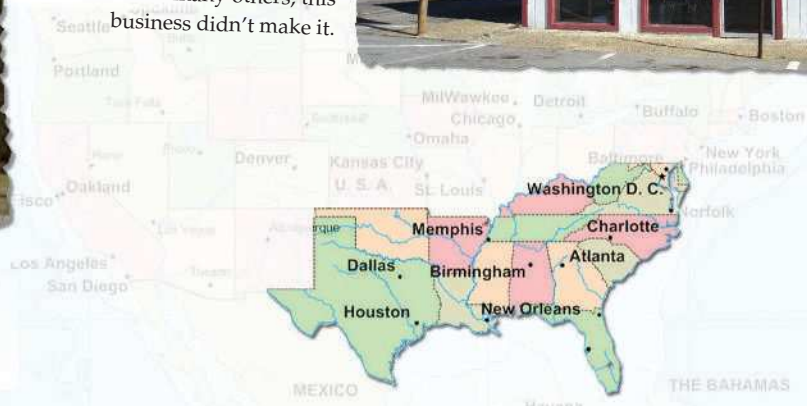 business didn't make it.
Seattle
Portland
MilWawkee
Detroit
Buffalo
Boston
Chicago
Omaha
Denver
Kansas City
Baltimore
New York
Philadelphia
U. S. A.
St. Louis
Washington D. C.
Oakland
Norfolk
Memphis
Charlotte
Los Angeles
Dallas
Birmingham
Atlanta
San Diego
Houston
New Orleans
MEXICO
THE BAHAMAS